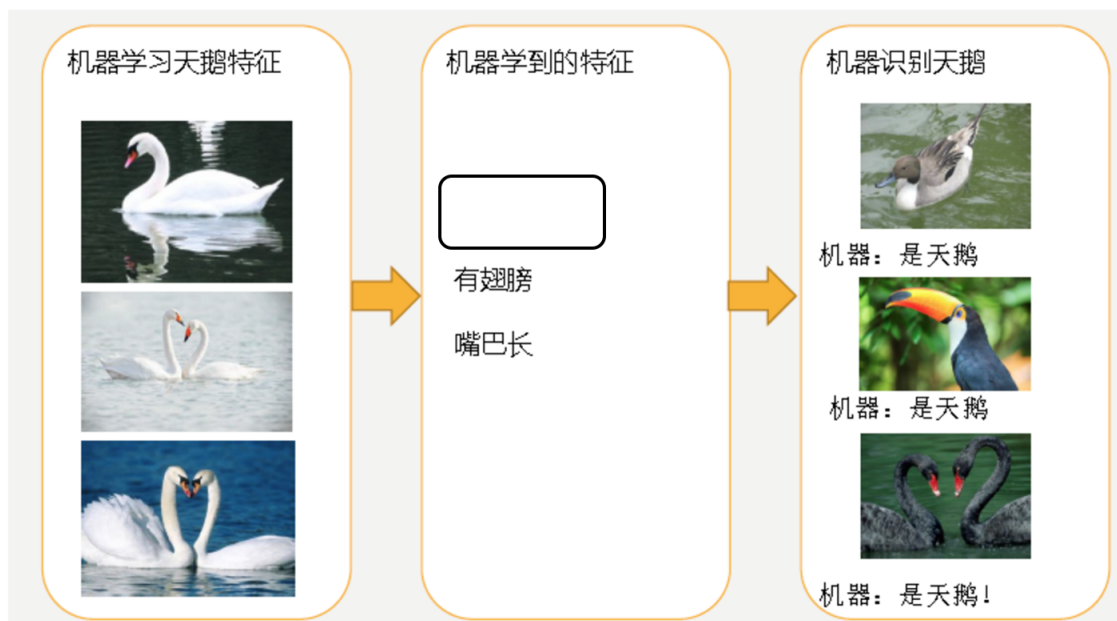 机器学习天鹅特征
机器学到的特征
有翅膀
嘴巴长
机器识别天鹅
机器：是天鹅
机器：是天鹅
机器：是天鹅！